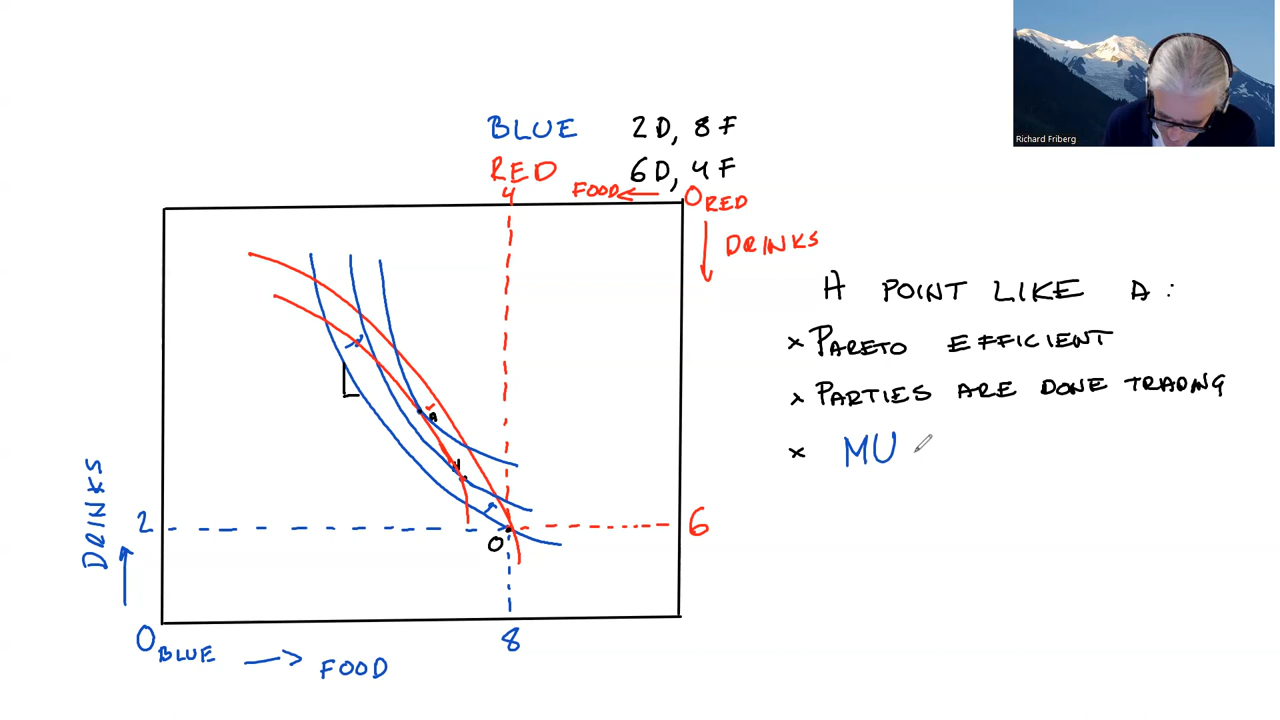 Richard Friberg
BLUE 2D, 8F
RED 6D, 4F
4 FOOD ← O RED
↓ DRINKS
A POINT LIKE A:
× PARETO EFFICIENT
× PARTIES ARE DONE TRADING
× MU
A
2
6
O
DRINKS
O BLUE → FOOD
8